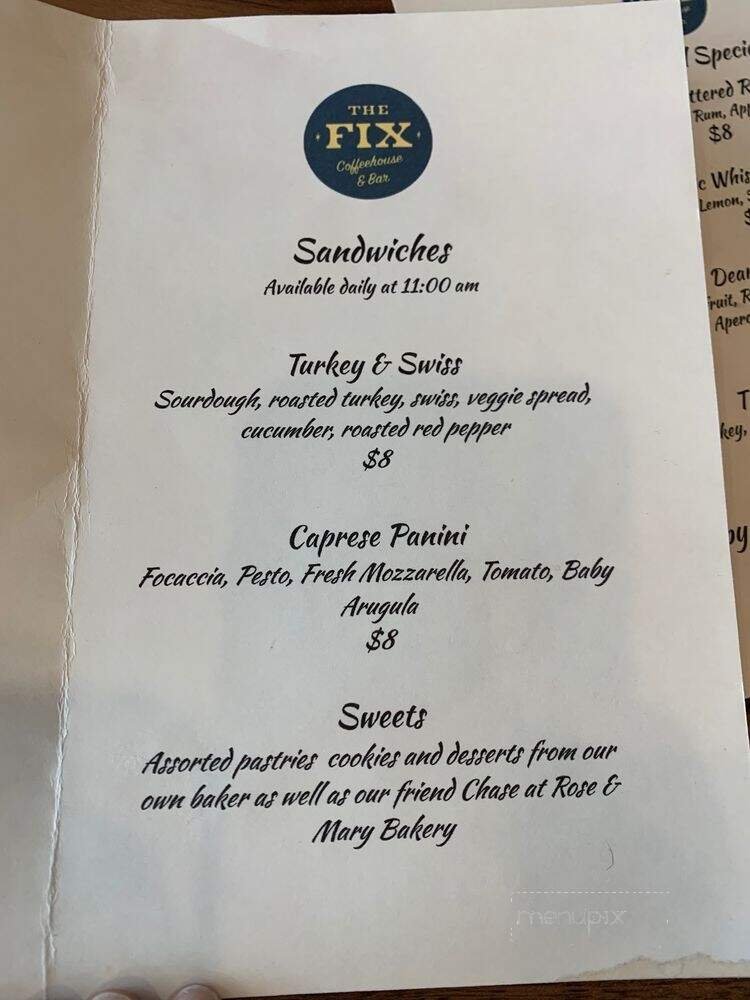 THE
FIX
Coffeehouse
& Bar
Sandwiches
Available daily at 11:00 am
Turkey & Swiss
Sourdough, roasted turkey, swiss, veggie spread,
cucumber, roasted red pepper
$8
Caprese Panini
Focaccia, Pesto, Fresh Mozzarella, Tomato, Baby
Arugula
$8
Sweets
Assorted pastries cookies and desserts from our
own baker as well as our friend Chase at Rose &
Mary Bakery
menupix
Rum,
$8
Lemon,